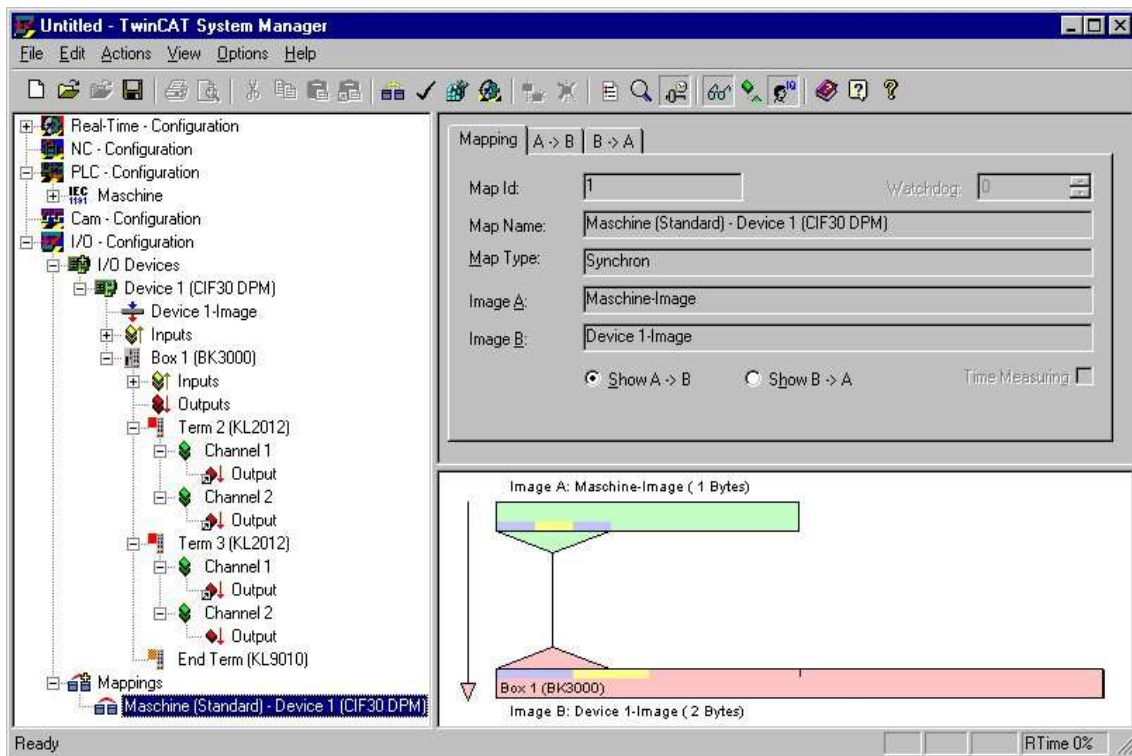 Untitled - TwinCAT System Manager
File Edit Actions View Options Help
Real-Time - Configuration
NC - Configuration
PLC - Configuration
IEC 1131 Maschine
Cam - Configuration
I/O - Configuration
I/O Devices
Device 1 (CIF30 DPM)
Device 1-Image
Inputs
Box 1 (BK3000)
Inputs
Outputs
Term 2 (KL2012)
Channel 1
Output
Channel 2
Output
Term 3 (KL2012)
Channel 1
Output
Channel 2
Output
End Term (KL9010)
Mappings
Maschine (Standard) - Device 1 (CIF30 DPM)
Mapping A -> B B -> A
Map Id: 1 Watchdog: 0
Map Name: Maschine (Standard) - Device 1 (CIF30 DPM)
Map Type: Synchron
Image A: Maschine-Image
Image B: Device 1-Image
Show A -> B Show B -> A Time Measuring
Image A: Maschine-Image ( 1 Bytes)
Box 1 (BK3000)
Image B: Device 1-Image ( 2 Bytes)
Ready RTime 0%